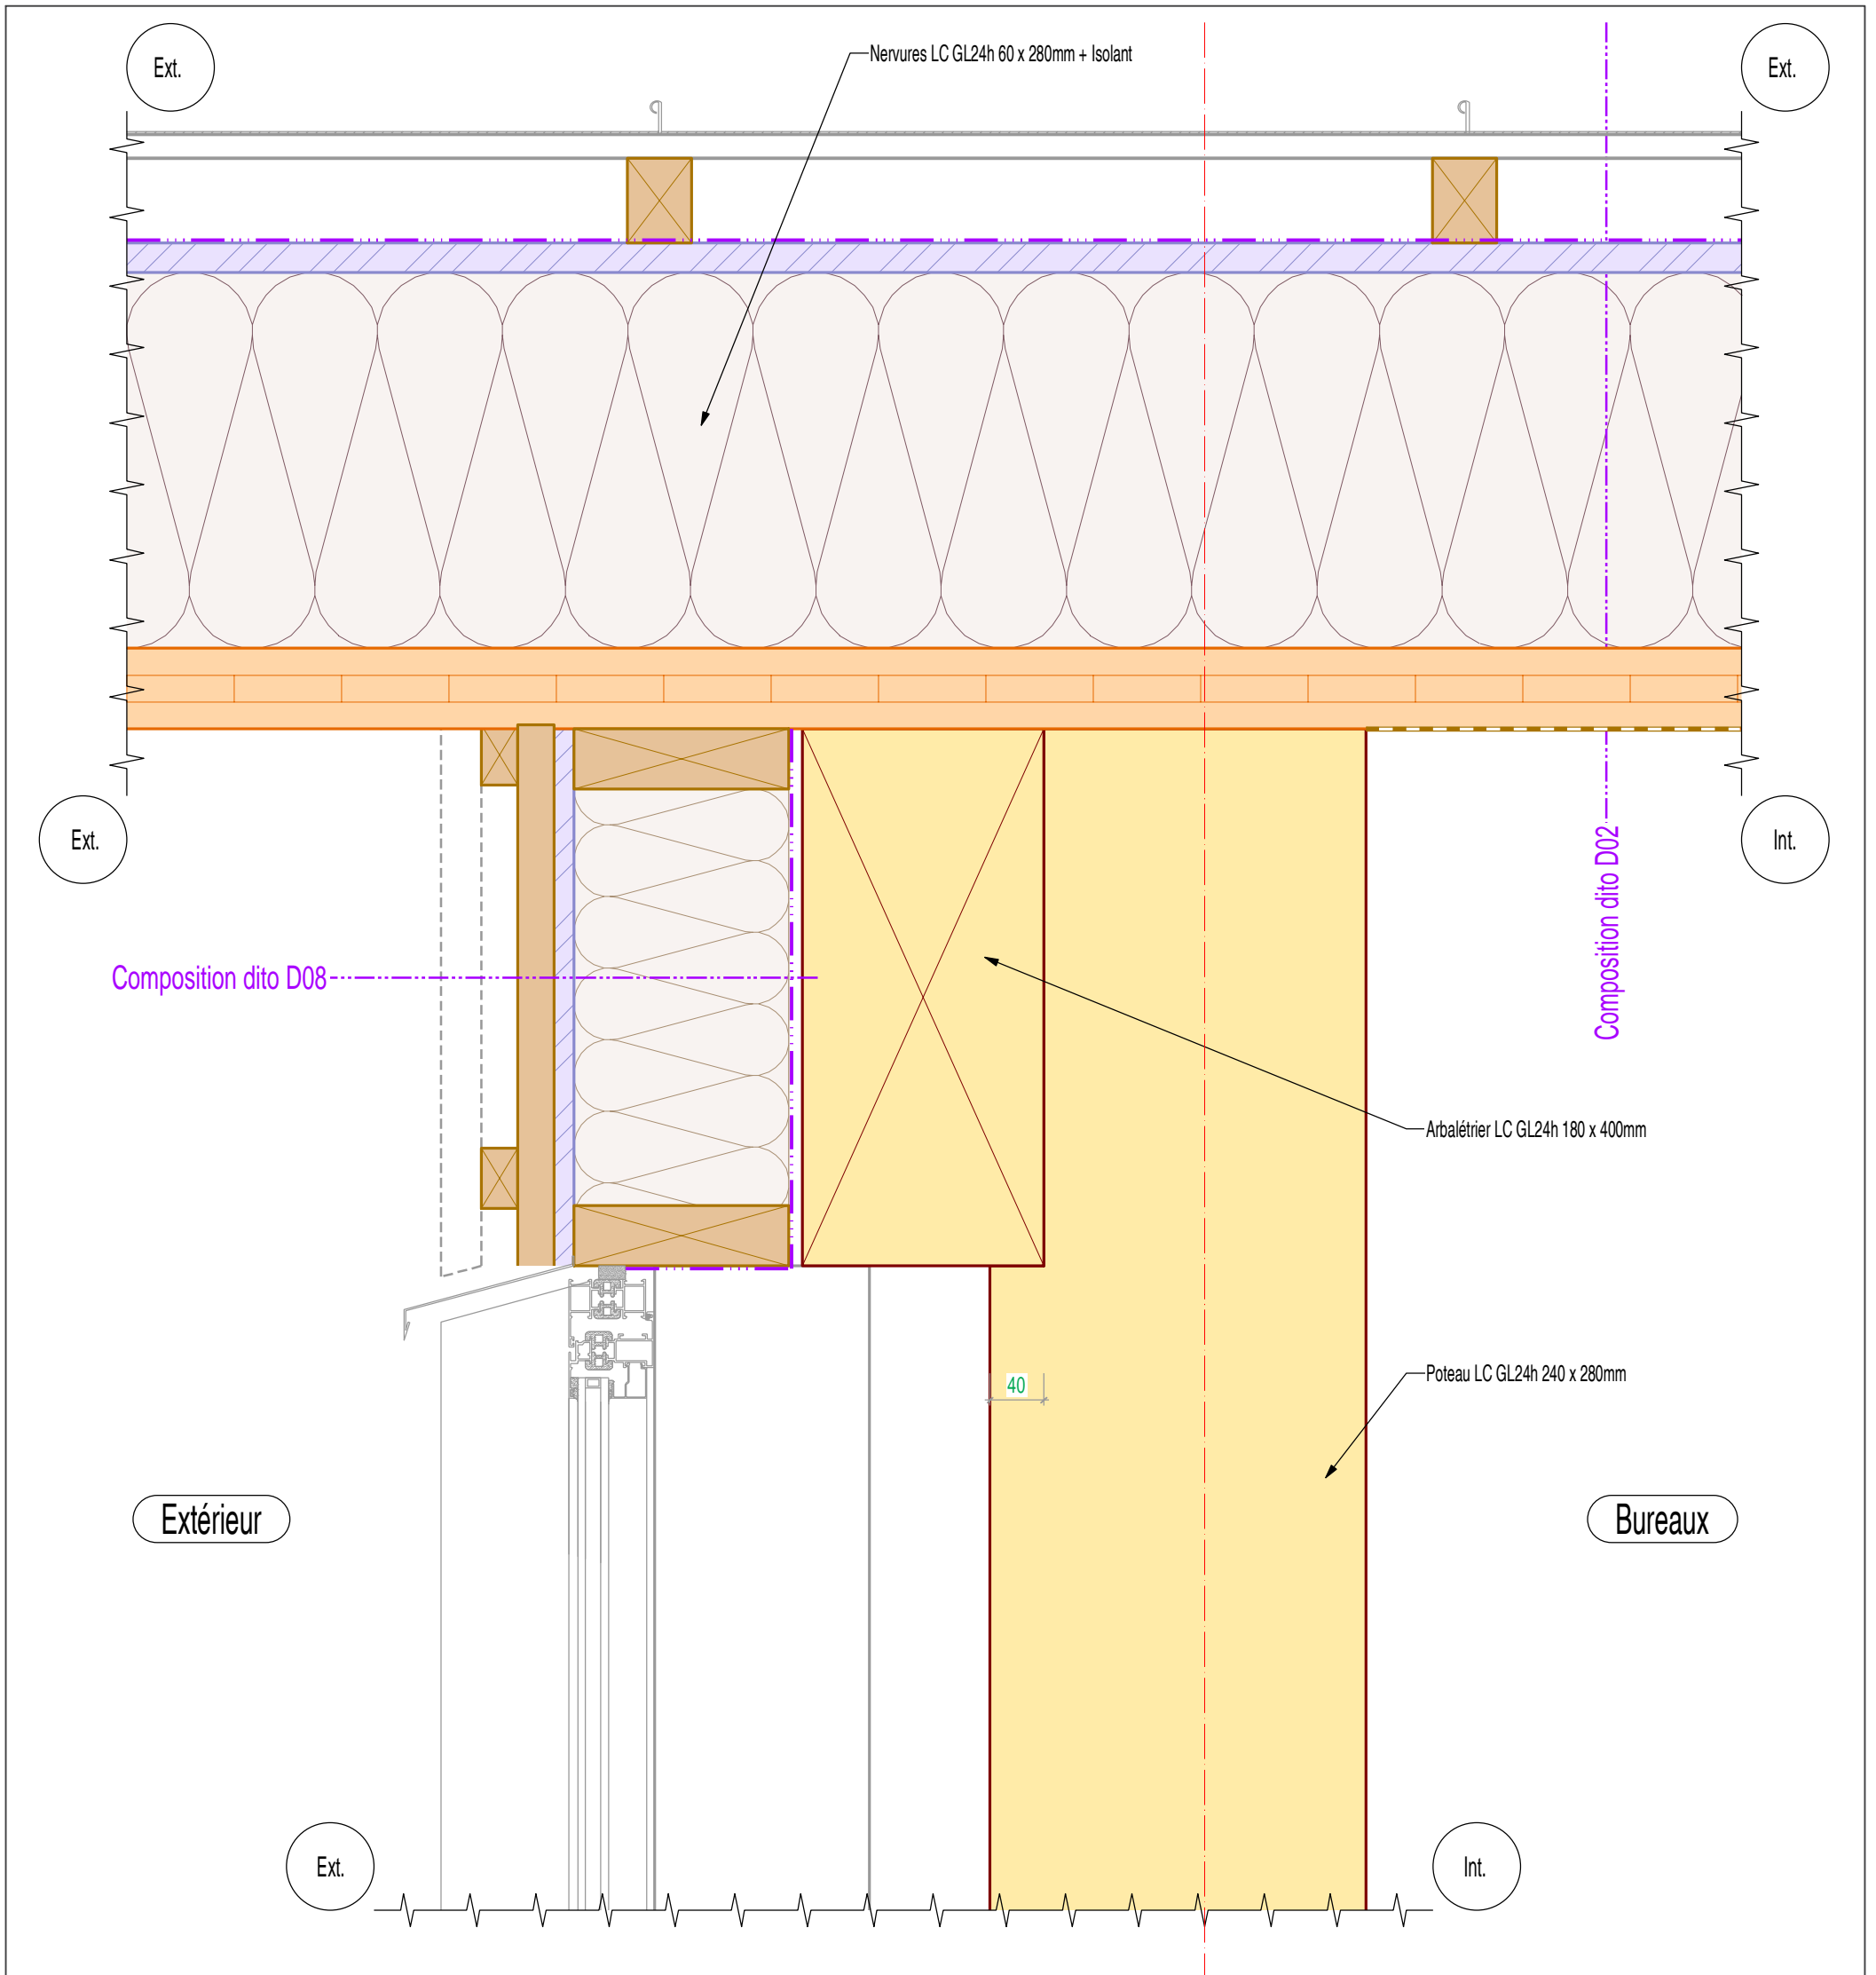 Nervures LC GL24h 60 x 280mm + Isolant
Ext.
Ext.
Ext.
Int.
Composition dito D02
Composition dito D08
Arbalétrier LC GL24h 180 x 400mm
Poteau LC GL24h 240 x 280mm
40
Extérieur
Bureaux
Ext.
Int.